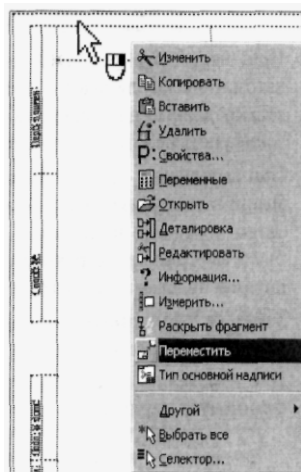 Изменить
Копировать
Вставить
Удалить
Свойства...
Переменные
Открыть
Деталировка
Редактировать
Информация...
Измерить...
Раскрыть фрагмент
Переместить
Тип основной надписи
Другой
Выбрать все
Селектор...